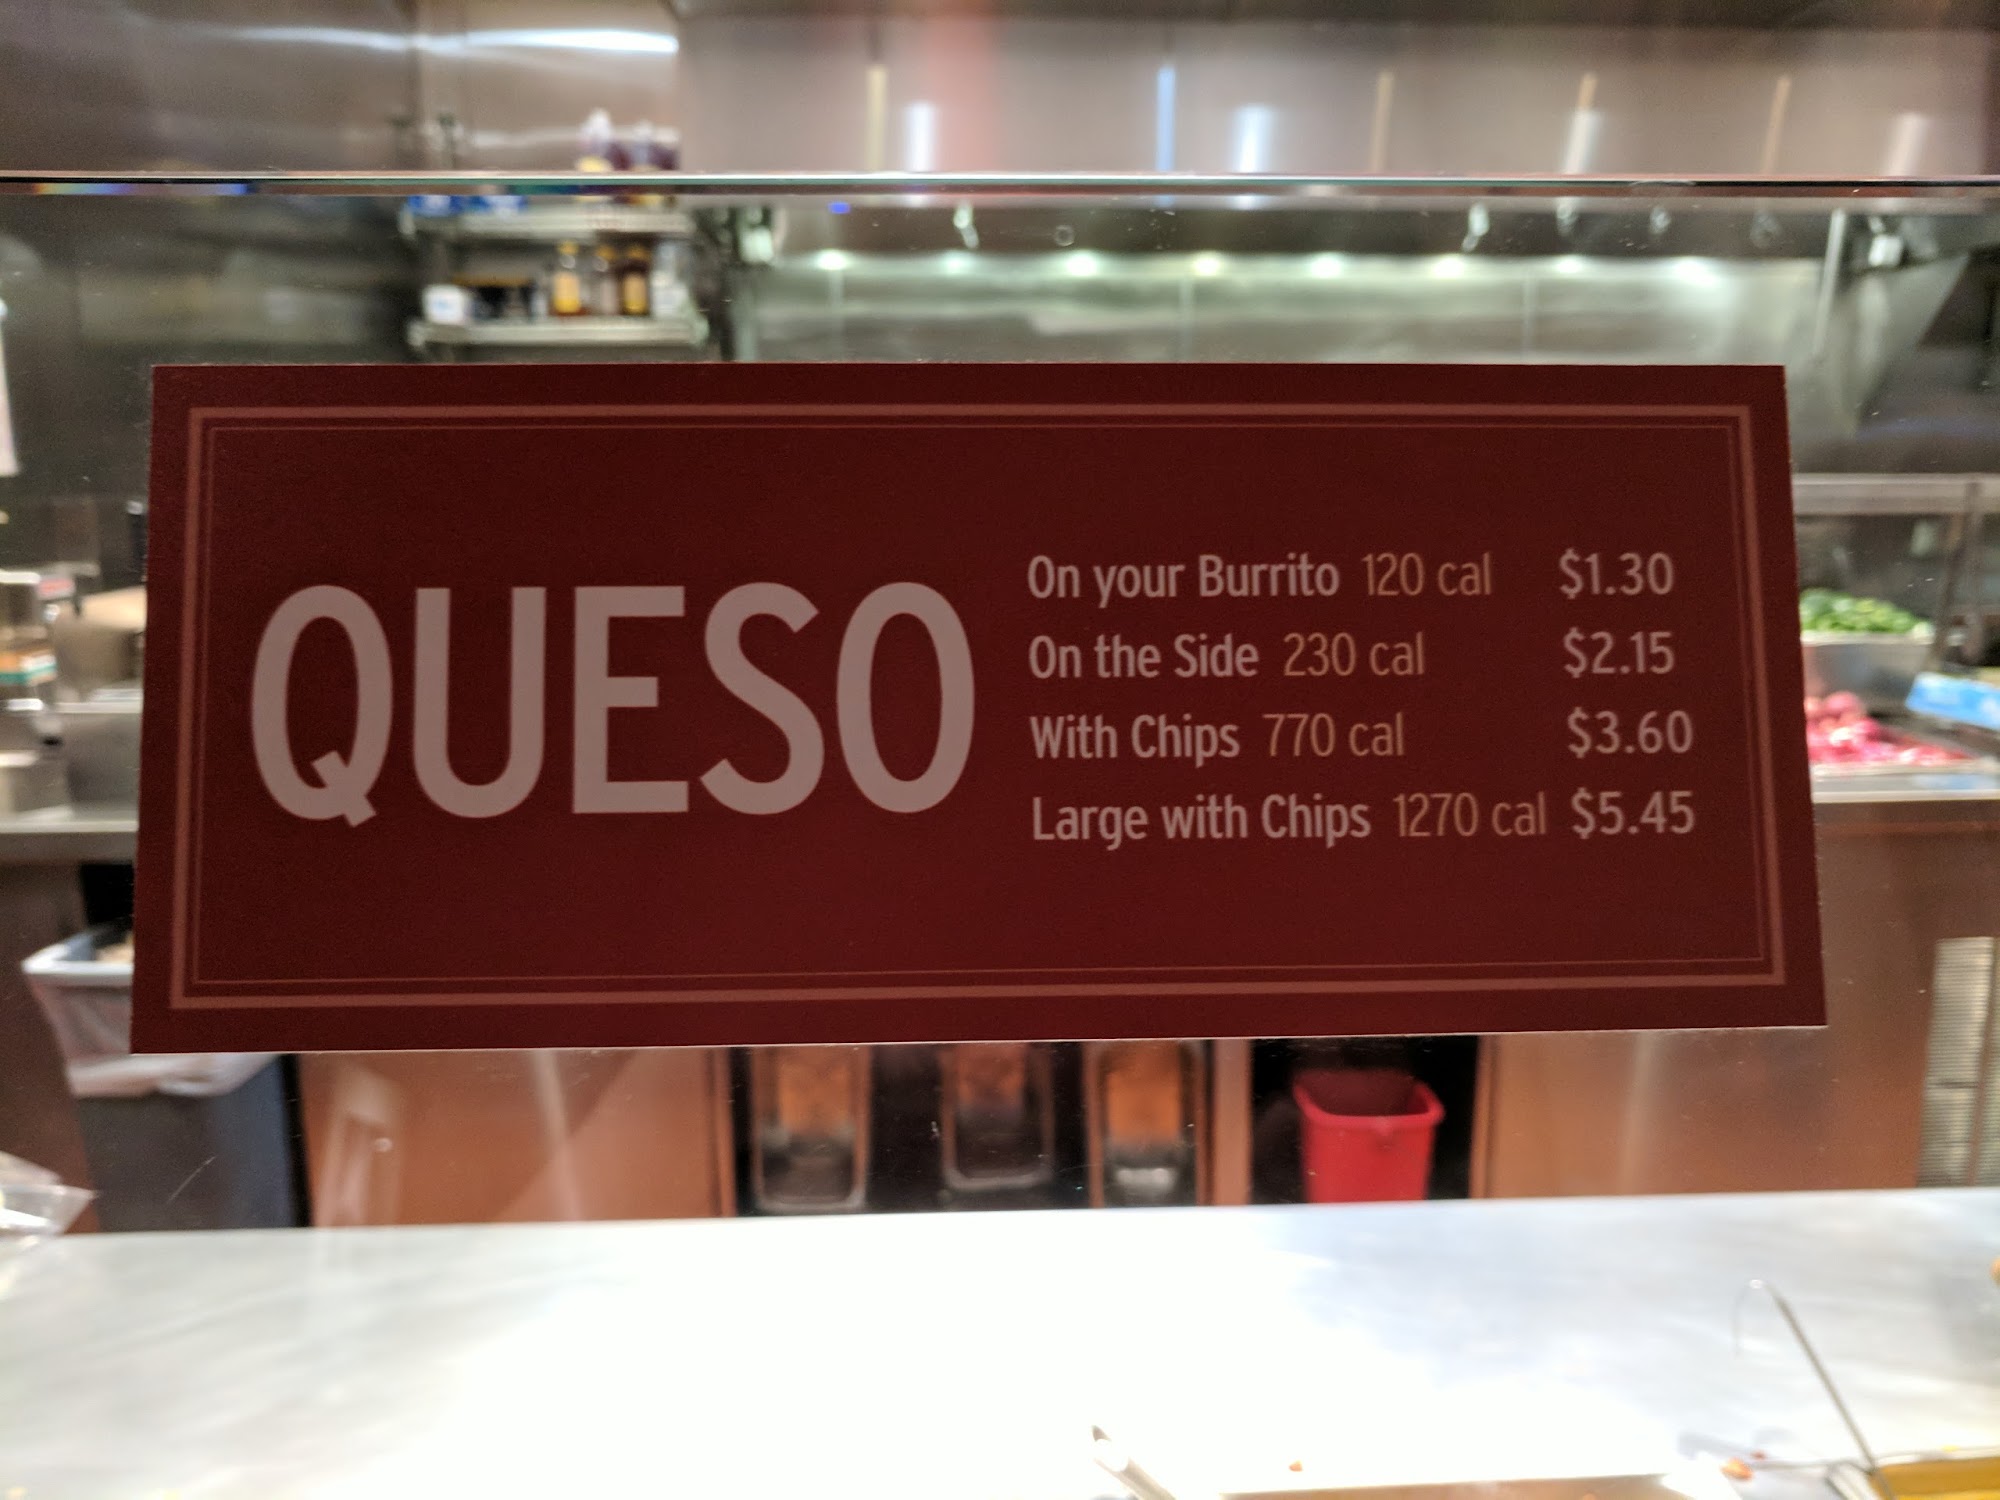 QUESO
On your Burrito 120 cal $1.30
On the Side 230 cal $2.15
With Chips 770 cal $3.60
Large with Chips 1270 cal $5.45